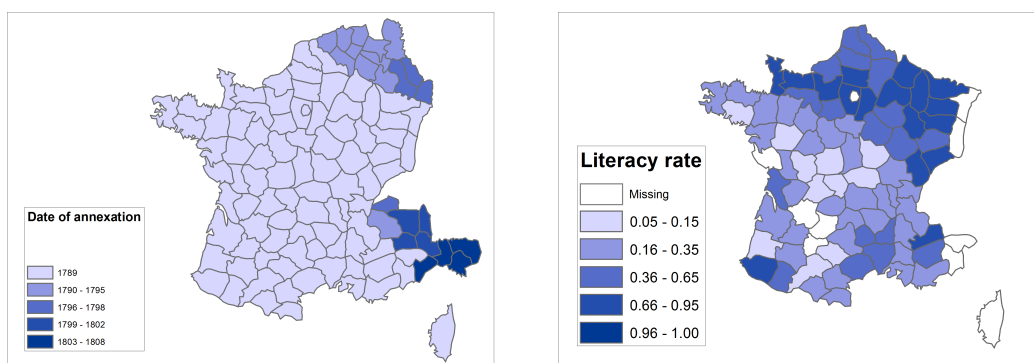 Date of annexation
1789
1790 - 1795
1796 - 1798
1799 - 1802
1803 - 1808
Literacy rate
Missing
0.05 - 0.15
0.16 - 0.35
0.36 - 0.65
0.66 - 0.95
0.96 - 1.00